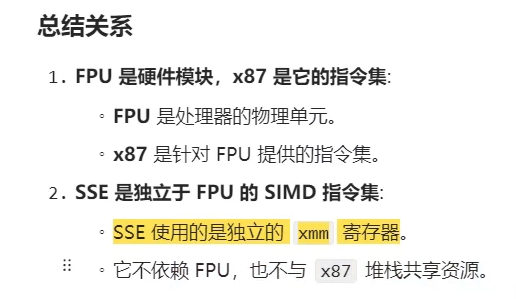 总结关系
1. FPU 是硬件模块，x87 是它的指令集:
◦ FPU 是处理器的物理单元。
◦ x87 是针对 FPU 提供的指令集。
2. SSE 是独立于 FPU 的 SIMD 指令集:
◦ SSE 使用的是独立的 xmm 寄存器。
◦ 它不依赖 FPU，也不与 x87 堆栈共享资源。